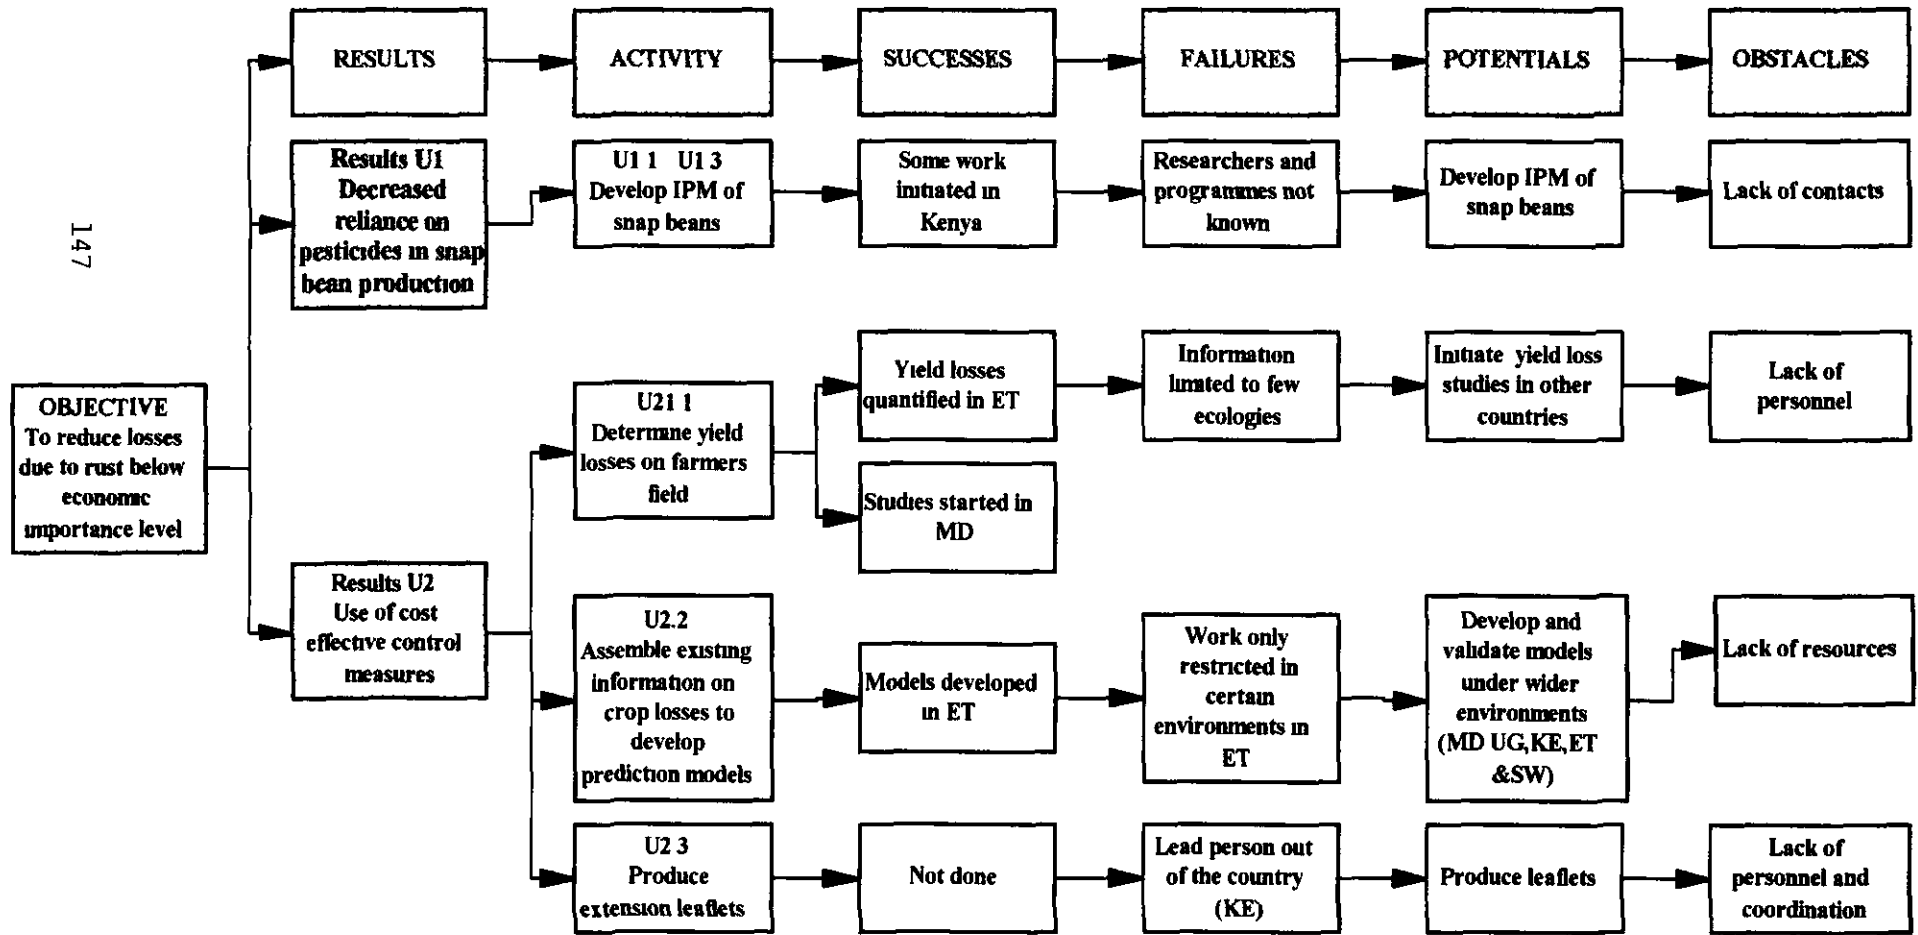 RESULTS
ACTIVITY
SUCCESSES
FAILURES
POTENTIALS
OBSTACLES
147
OBJECTIVE
To reduce losses
due to rust below
economic
importance level
Results U1
Decreased
reliance on
pesticides in snap
bean production
U1 1 U1 3
Develop IPM of
snap beans
Some work
initiated in
Kenya
Researchers and
programmes not
known
Develop IPM of
snap beans
Lack of contacts
Results U2
Use of cost
effective control
measures
U21 1
Determine yield
losses on farmers
field
Yield losses
quantified in ET
Information
limited to few
ecologies
Initiate yield loss
studies in other
countries
Lack of
personnel
Studies started in
MD
U2.2
Assemble existing
information on
crop losses to
develop
prediction models
Models developed
in ET
Work only
restricted in
certain
environments in
ET
Develop and
validate models
under wider
environments
(MD UG,KE,ET
&SW)
Lack of resources
U2 3
Produce
extension leaflets
Not done
Lead person out
of the country
(KE)
Produce leaflets
Lack of
personnel and
coordination